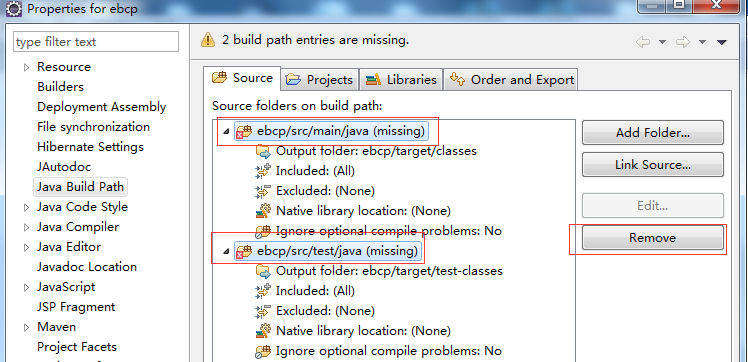 Properties for ebcp
type filter text
Resource
Builders
Deployment Assembly
File synchronization
Hibernate Settings
JAutodoc
Java Build Path
Java Code Style
Java Compiler
Java Editor
Javadoc Location
JavaScript
JSP Fragment
Maven
Project Facets
2 build path entries are missing.
Source
Projects
Libraries
Order and Export
Source folders on build path:
ebcp/src/main/java (missing)
Output folder: ebcp/target/classes
Included: (All)
Excluded: (None)
Native library location: (None)
Ignore optional compile problems: No
ebcp/src/test/java (missing)
Output folder: ebcp/target/test-classes
Included: (All)
Excluded: (None)
Native library location: (None)
Ignore optional compile problems: No
Add Folder...
Link Source...
Edit...
Remove